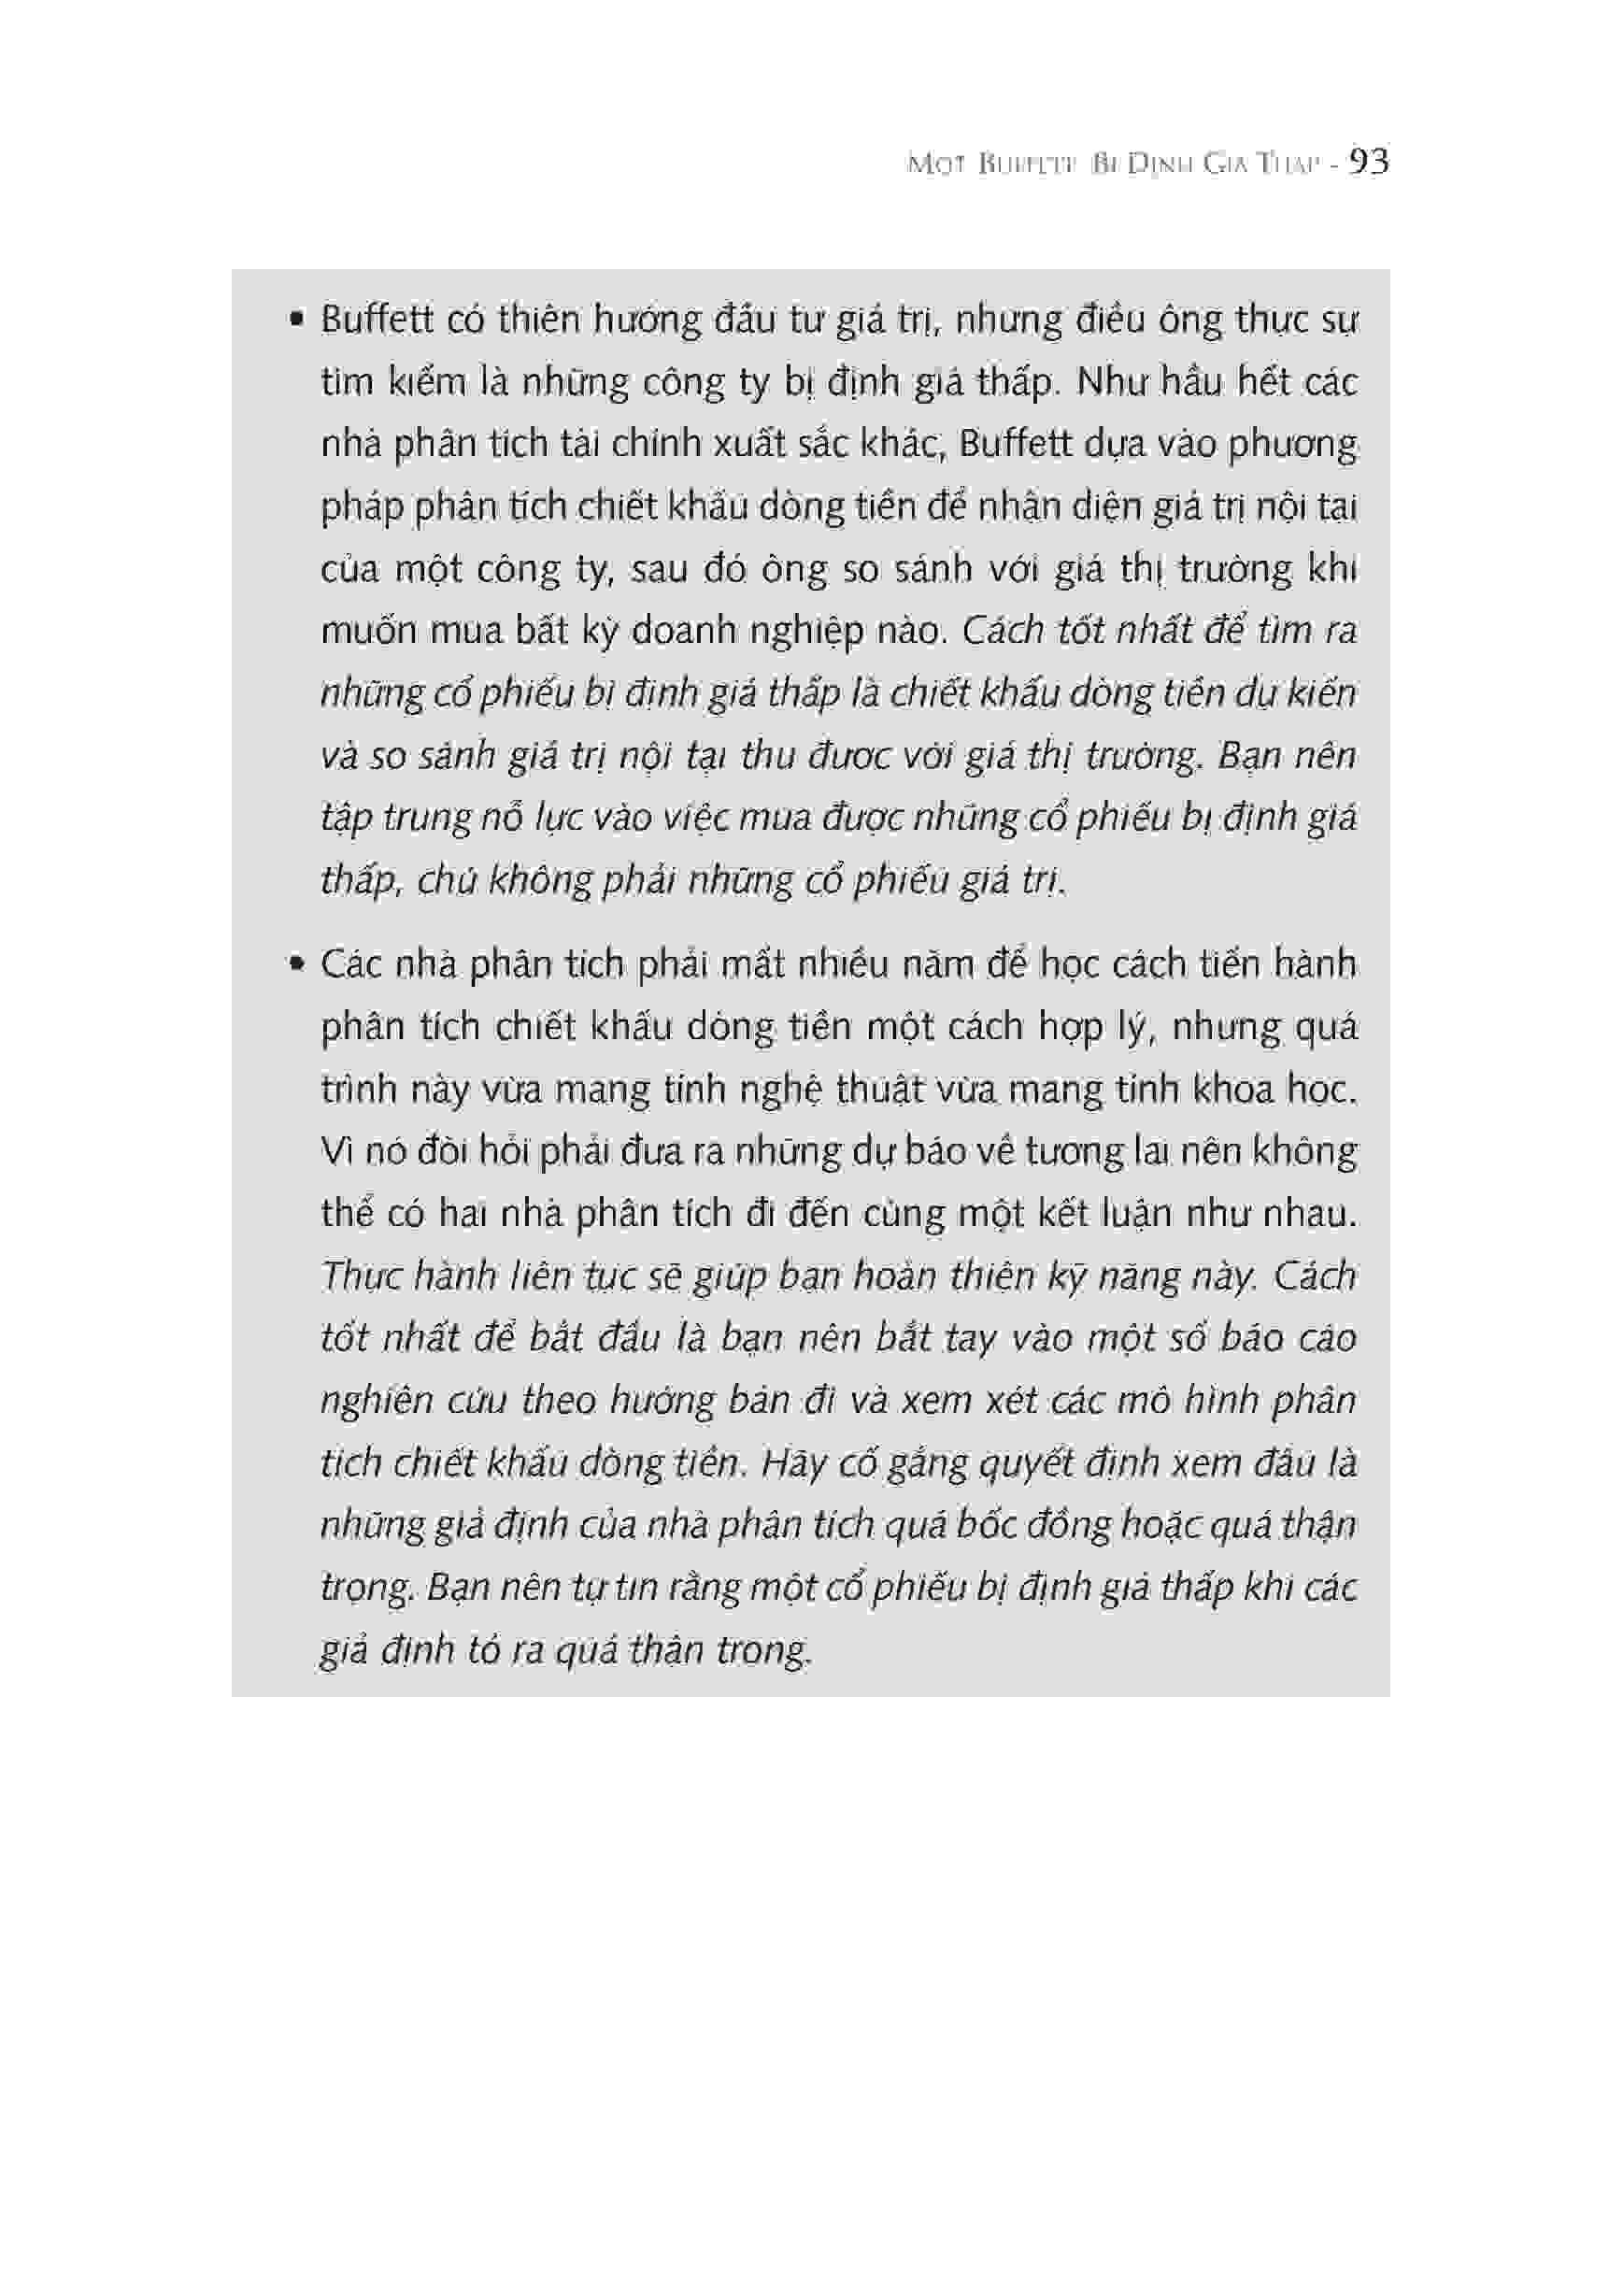 MỘT BUFFETT BỊ ĐỊNH GIÁ THẤP - 93
• Buffett có thiên hướng đầu tư giá trị, nhưng điều ông thực sự
tìm kiếm là những công ty bị định giá thấp. Như hầu hết các
nhà phân tích tài chính xuất sắc khác, Buffett dựa vào phương
pháp phân tích chiết khấu dòng tiền để nhận diện giá trị nội tại
của một công ty, sau đó ông so sánh với giá thị trường khi
muốn mua bất kỳ doanh nghiệp nào. Cách tốt nhất để tìm ra
những cổ phiếu bị định giá thấp là chiết khấu dòng tiền dự kiến
và so sánh giá trị nội tại thu được với giá thị trường. Bạn nên
tập trung nỗ lực vào việc mua được những cổ phiếu bị định giá
thấp, chứ không phải những cổ phiếu giá trị.
• Các nhà phân tích phải mất nhiều năm để học cách tiến hành
phân tích chiết khấu dòng tiền một cách hợp lý, nhưng quá
trình này vừa mang tính nghệ thuật vừa mang tính khoa học.
Vì nó đòi hỏi phải đưa ra những dự báo về tương lai nên không
thể có hai nhà phân tích đi đến cùng một kết luận như nhau.
Thực hành liên tục sẽ giúp bạn hoàn thiện kỹ năng này. Cách
tốt nhất để bắt đầu là bạn nên bắt tay vào một số báo cáo
nghiên cứu theo hướng bán đi và xem xét các mô hình phân
tích chiết khấu dòng tiền. Hãy cố gắng quyết định xem đâu là
những giả định của nhà phân tích quá bốc đồng hoặc quá thận
trọng. Bạn nên tự tin rằng một cổ phiếu bị định giá thấp khi các
giả định tỏ ra quá thận trọng.